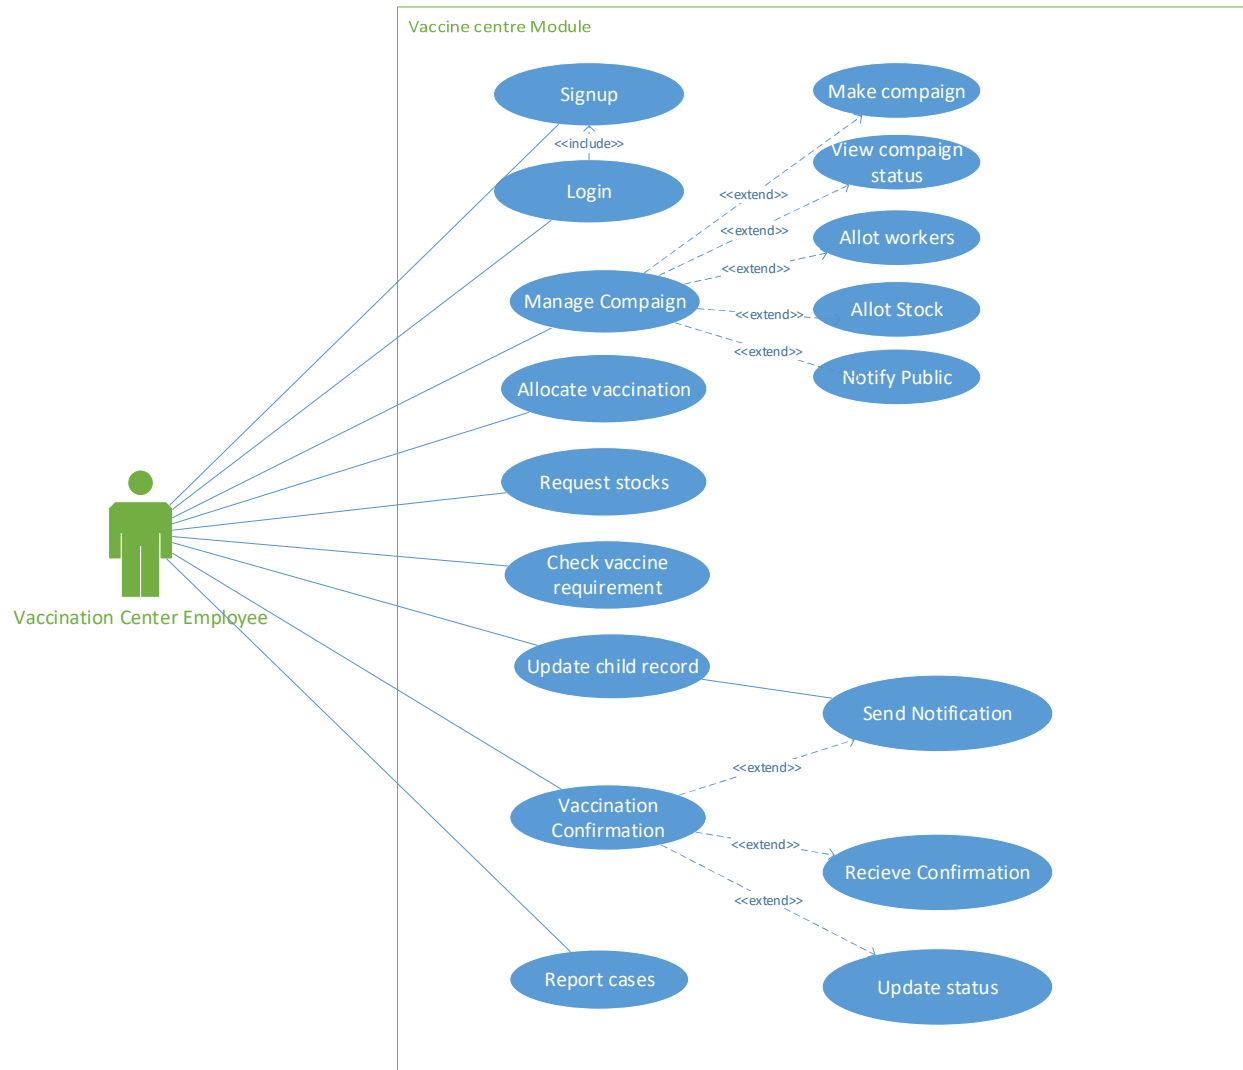 Vaccine centre Module
Signup
<<include>>
Login
Make compaign
View compaign
status
<<extend>>
<<extend>>
Allot workers
<<extend>>
Manage Compaign
<<extend>>
Allot Stock
<<extend>>
Notify Public
Allocate vaccination
Request stocks
Check vaccine
requirement
Vaccination Center Employee
Update child record
Send Notification
<<extend>>
Vaccination
Confirmation
<<extend>>
Recieve Confirmation
<<extend>>
Report cases
Update status